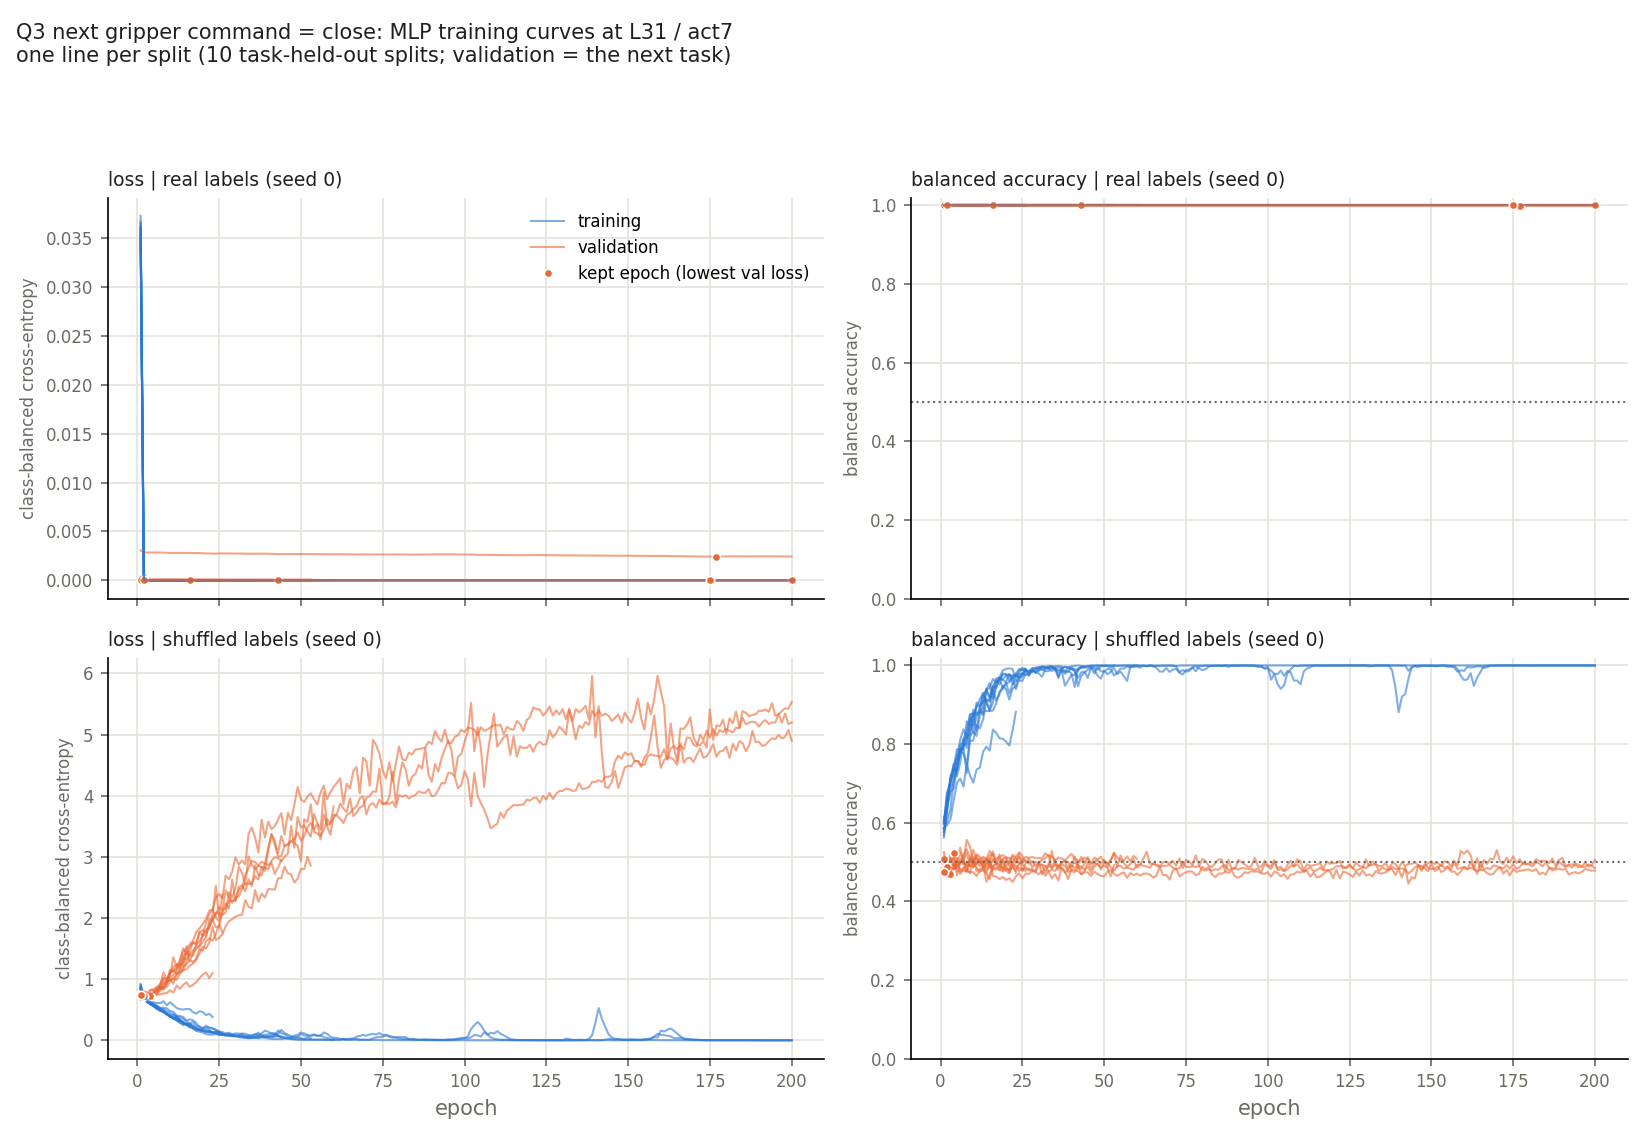 Q3 next gripper command = close: MLP training curves at L31 / act7
one line per split (10 task-held-out splits; validation = the next task)
loss | real labels (seed 0)
class-balanced cross-entropy
0.035
0.030
0.025
0.020
0.015
0.010
0.005
0.000
training
validation
kept epoch (lowest val loss)
balanced accuracy | real labels (seed 0)
balanced accuracy
1.0
0.8
0.6
0.4
0.2
0.0
loss | shuffled labels (seed 0)
class-balanced cross-entropy
6
5
4
3
2
1
0
0 25 50 75 100 125 150 175 200
epoch
balanced accuracy | shuffled labels (seed 0)
balanced accuracy
1.0
0.8
0.6
0.4
0.2
0.0
0 25 50 75 100 125 150 175 200
epoch